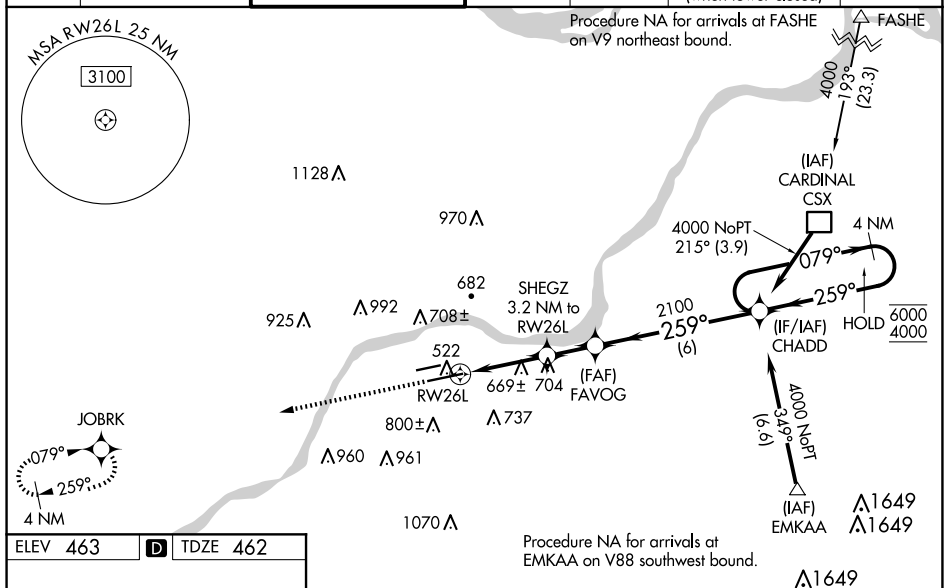 (when tower closed)
Procedure NA for arrivals at FASHE
on V9 northeast bound.
FASHE
MSA RW26L 25 NM
3100
4000
193°
(23.3)
(IAF)
CARDINAL
CSX
1128
970
4000 NoPT
215° (3.9)
4 NM
079°
682
SHEGZ
3.2 NM to
RW26L
2100
259°
(6)
259°
HOLD
6000
4000
925
992
708±
(IF/IAF)
CHADD
522
RW26L
669±
704
(FAF)
FAVOG
JOBRK
079°
259°
4 NM
800±
737
4000 NoPT
349°
(6.6)
960
961
(IAF)
EMKAA
1649
1649
1070
ELEV 463
D
TDZE 462
Procedure NA for arrivals at
EMKAA on V88 southwest bound.
1649